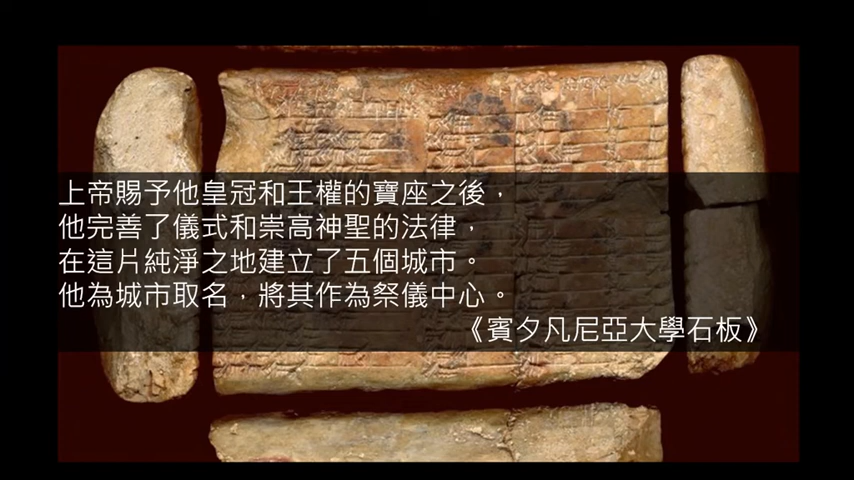 上帝賜予他皇冠和王權的寶座之後，
他完善了儀式和崇高神聖的法律，
在這片純淨之地建立了五個城市。
他為城市取名，將其作為祭儀中心。
《賓夕凡尼亞大學石板》